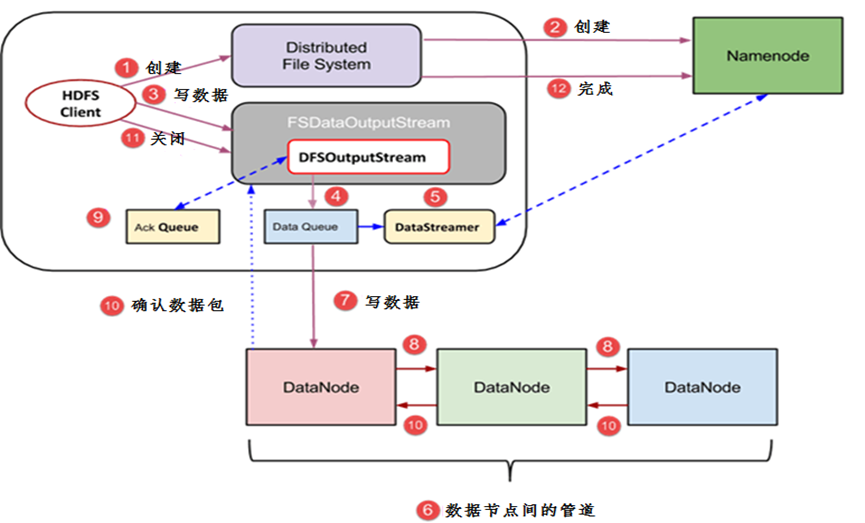 Distributed
File System
2 创建
Namenode
1 创建
HDFS
Client
3 写数据
12 完成
FSDataOutputStream
11 关闭
DFSOutputStream
4
5
9
Ack Queue
Data Queue
DataStreamer
10 确认数据包
7 写数据
8
8
DataNode
DataNode
DataNode
10
10
6 数据节点间的管道